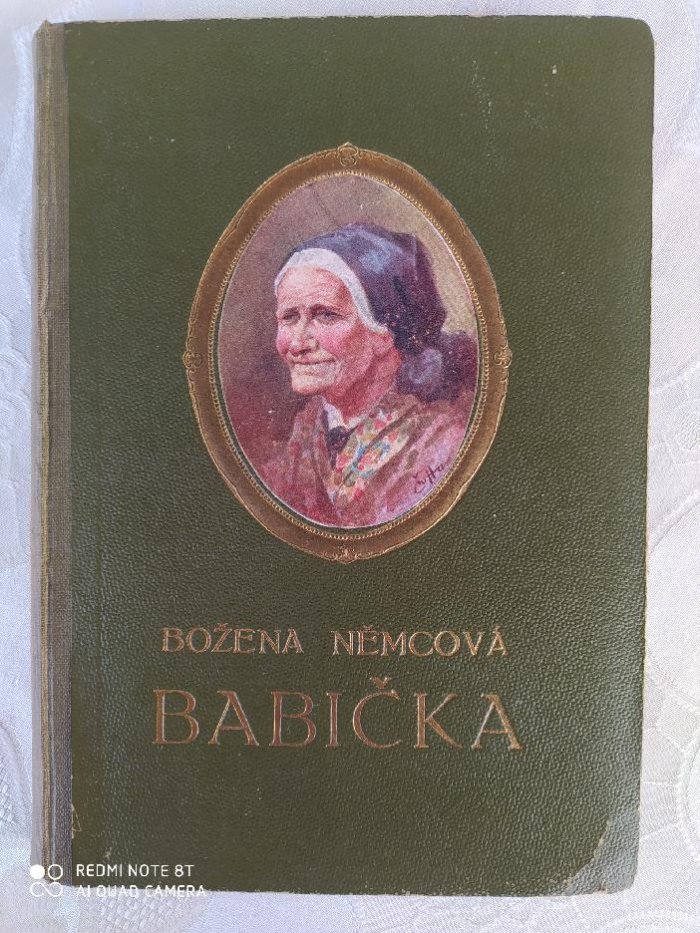 BOŽENA NĚMCOVÁ
BABIČKA
REDMI NOTE 8T
AI QUAD CAMERA